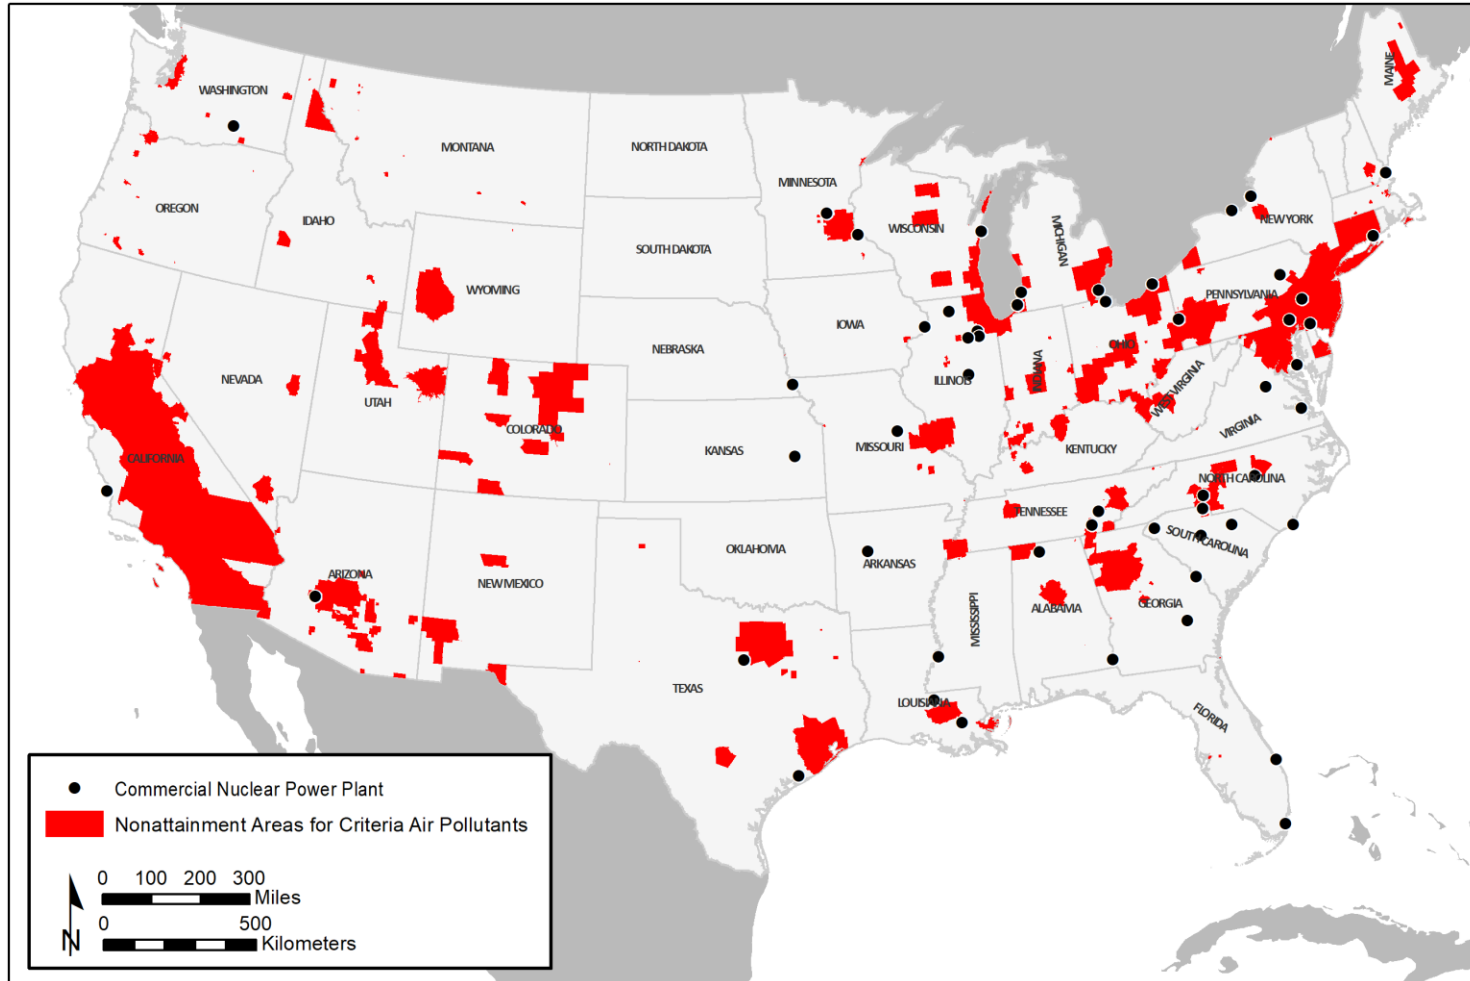 WASHINGTON
MAINE
MONTANA
NORTH DAKOTA
MINNESOTA
OREGON
IDAHO
WISCONSIN
MICHIGAN
NEW YORK
SOUTH DAKOTA
WYOMING
PENNSYLVANIA
IOWA
NEBRASKA
OHIO
NEVADA
UTAH
ILLINOIS
INDIANA
WEST VIRGINIA
COLORADO
CALIFORNIA
KANSAS
MISSOURI
KENTUCKY
VIRGINIA
NORTH CAROLINA
TENNESSEE
OKLAHOMA
ARKANSAS
SOUTH CAROLINA
ARIZONA
NEW MEXICO
MISSISSIPPI
ALABAMA
GEORGIA
TEXAS
LOUISIANA
FLORIDA
Commercial Nuclear Power Plant
Nonattainment Areas for Criteria Air Pollutants
0 100 200 300
Miles
0 500
Kilometers
N